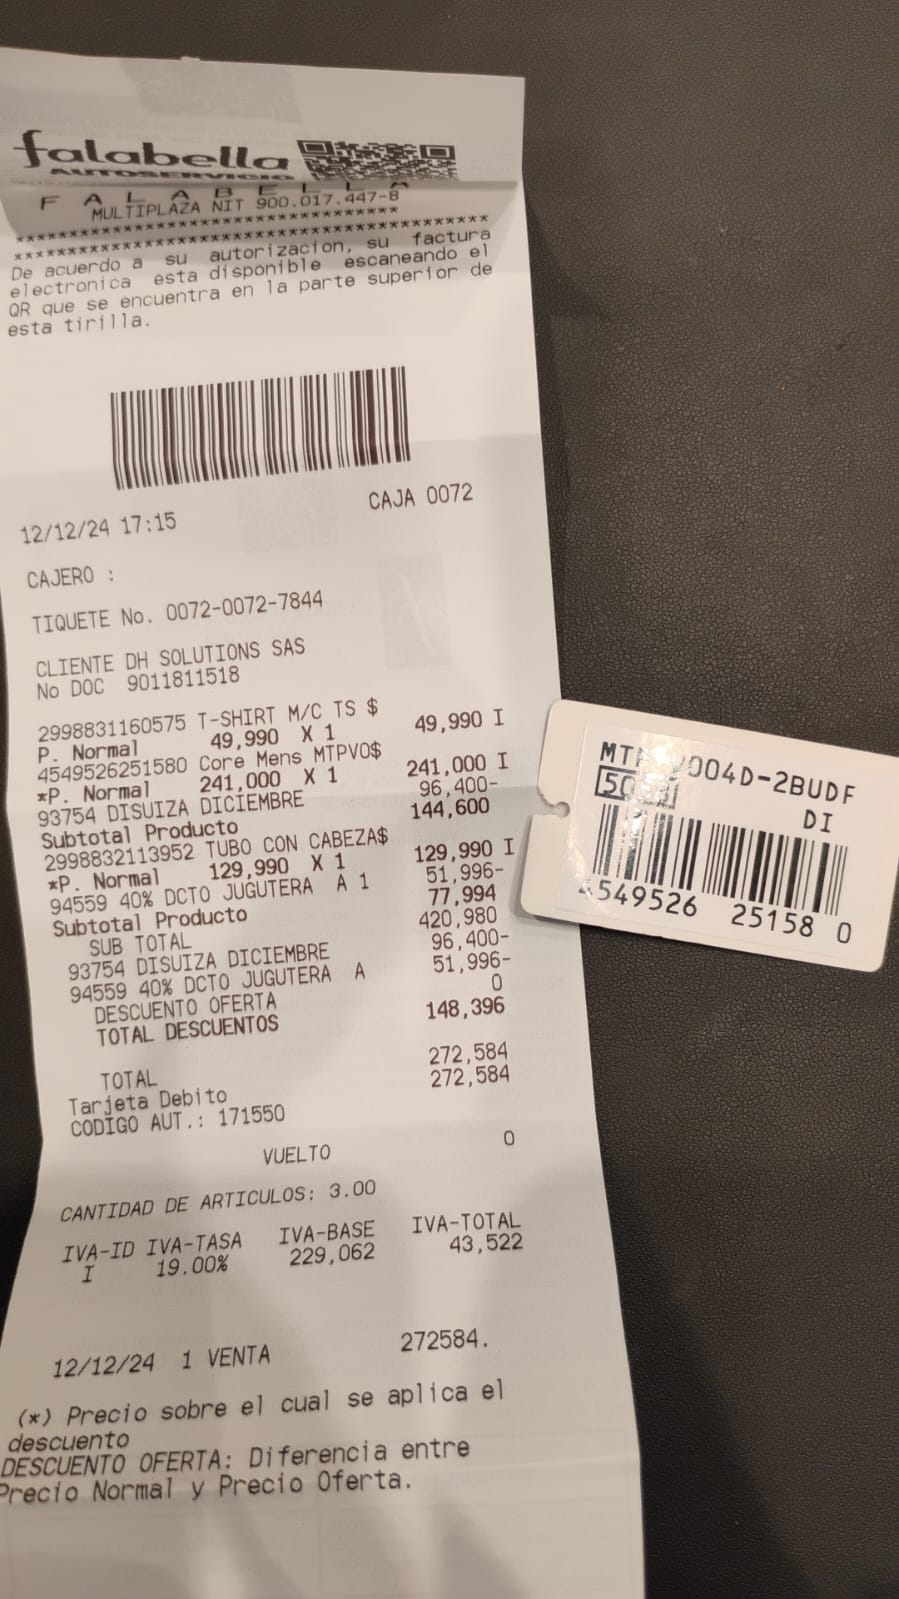 falabella
AUTOSERVICIO
F A L A B E L L A
MULTIPLAZA NIT 900.017.447-8
************************************
******************************************
De acuerdo a su autorizacion, su factura
electronica esta disponible escaneando el
QR que se encuentra en la parte superior de
esta tirilla.
12/12/24 17:15 CAJA 0072
CAJERO :
TIQUETE No. 0072-0072-7844
CLIENTE DH SOLUTIONS SAS
No DOC 9011811518
2998831160575 T-SHIRT M/C TS $
P. Normal 49,990 X 1 49,990 I
4549526251580 Core Mens MTPVO$
*P. Normal 241,000 X 1 241,000 I
93754 DISUIZA DICIEMBRE 96,400-
Subtotal Producto 144,600
2998832113952 TUBO CON CABEZA$
*P. Normal 129,990 X 1 129,990 I
94559 40% DCTO JUGUTERA A 1 51,996-
Subtotal Producto 77,994
SUB TOTAL 420,980
93754 DISUIZA DICIEMBRE 96,400-
94559 40% DCTO JUGUTERA A 51,996-
DESCUENTO OFERTA 0
TOTAL DESCUENTOS 148,396
TOTAL 272,584
Tarjeta Debito 272,584
CODIGO AUT.: 171550
VUELTO 0
CANTIDAD DE ARTICULOS: 3.00
IVA-ID IVA-TASA IVA-BASE IVA-TOTAL
I 19.00% 229,062 43,522
12/12/24 1 VENTA 272584.
(*) Precio sobre el cual se aplica el
descuento
DESCUENTO OFERTA: Diferencia entre
Precio Normal y Precio Oferta.
DI
4549526 25158 0